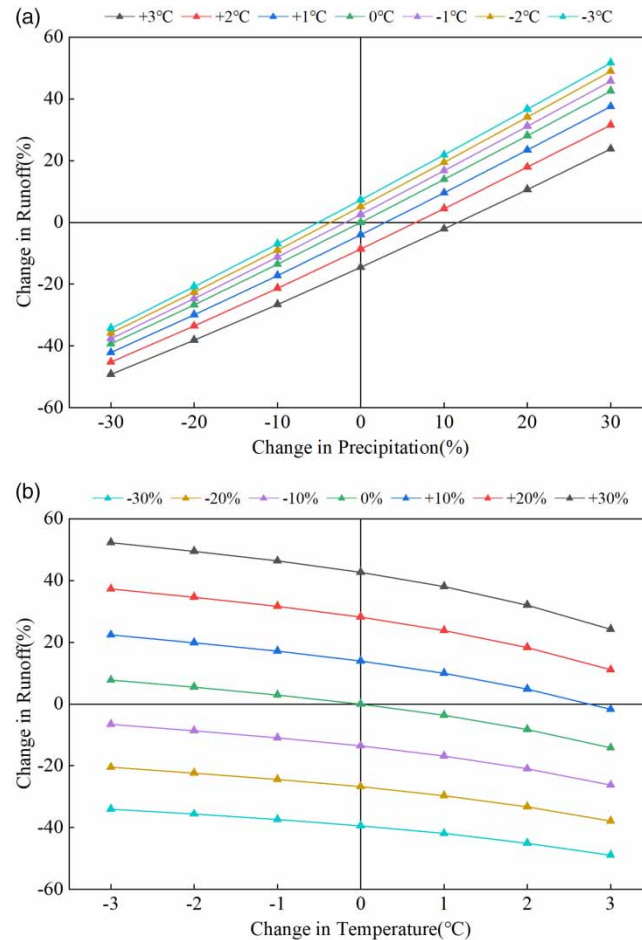 (a)
+3℃ +2℃ +1℃ 0℃ -1℃ -2℃ -3℃
60
40
20
0
-20
-40
-60
Change in Runoff(%)
-30 -20 -10 0 10 20 30
Change in Precipitation(%)
(b)
-30% -20% -10% 0% +10% +20% +30%
60
40
20
0
-20
-40
-60
Change in Runoff(%)
-3 -2 -1 0 1 2 3
Change in Temperature(℃)